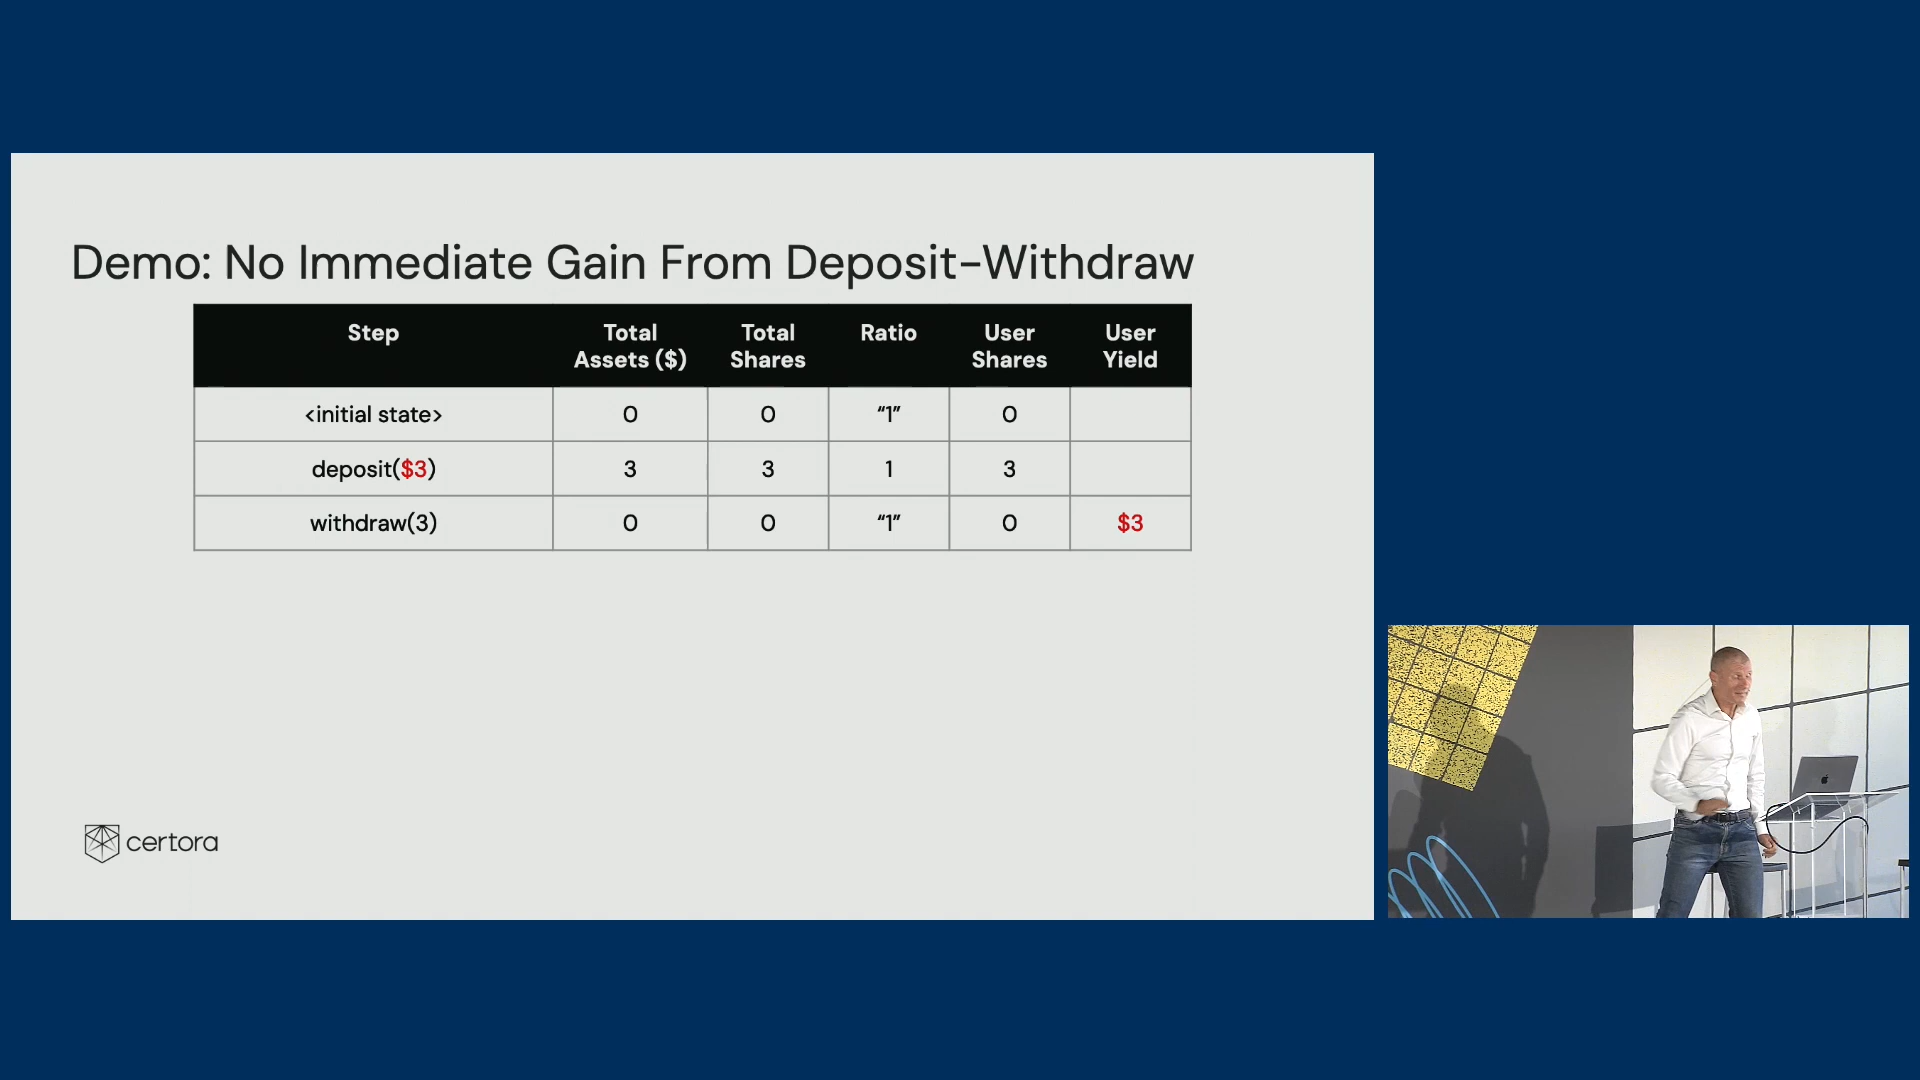 Demo: No Immediate Gain From Deposit-Withdraw
Step Total Assets ($) Total Shares Ratio User Shares User Yield
<initial state> 0 0 “1” 0
deposit($3) 3 3 1 3
withdraw(3) 0 0 “1” 0 $3
certora